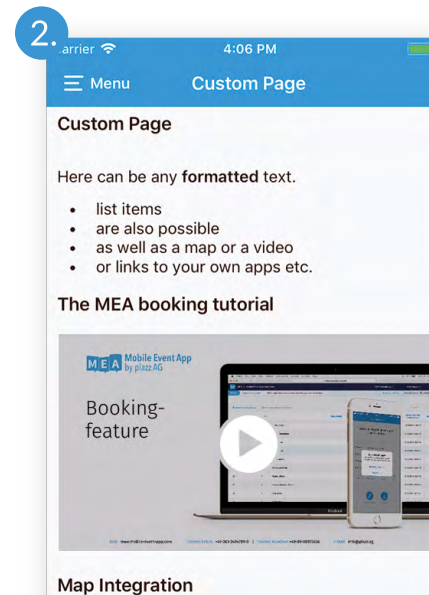 2.
arrier 4:06 PM
Menu Custom Page
Custom Page
Here can be any formatted text.
• list items
• are also possible
• as well as a map or a video
• or links to your own apps etc.
The MEA booking tutorial
MEA Mobile Event App
by plazz AG
Booking-
feature
Map Integration